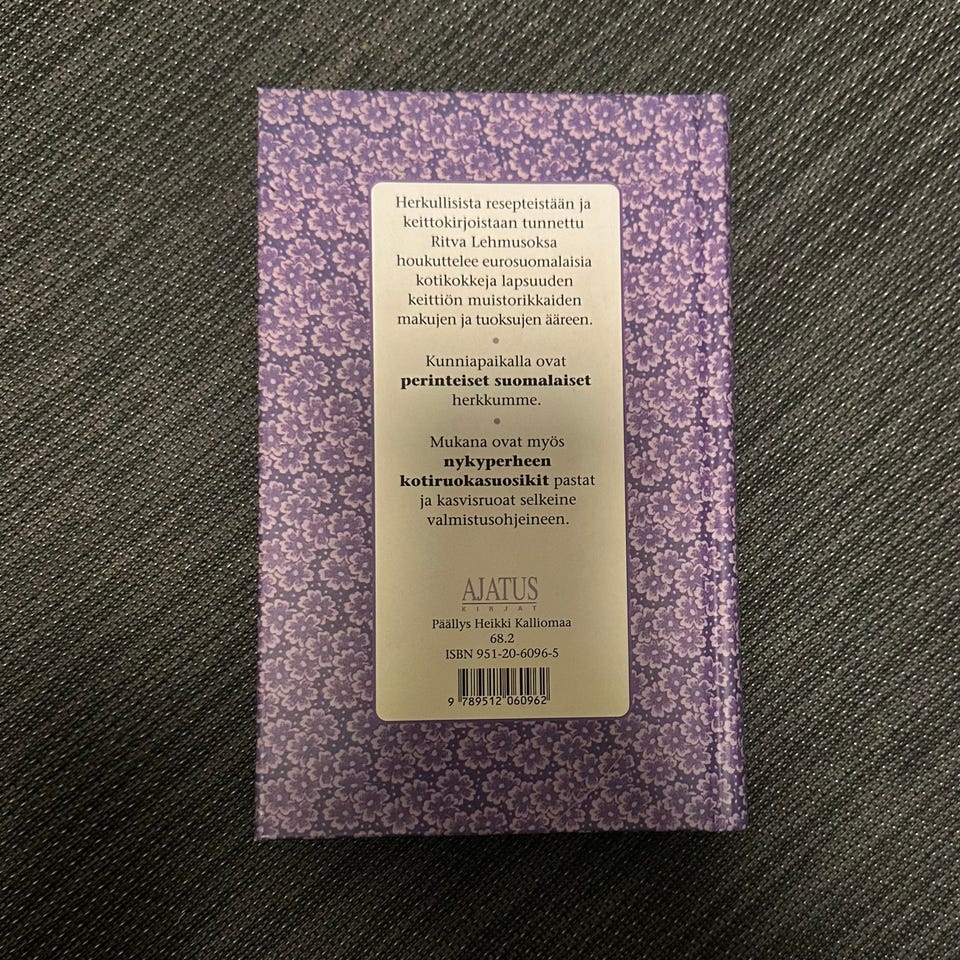 Herkullisista resepteistään ja
keittokirjoistaan tunnettu
Ritva Lehmusoksa
houkuttelee eurosuomalaisia
kotikokkeja lapsuuden
keittiön muistorikkaiden
makujen ja tuoksujen ääreen.
•
Kunniapaikalla ovat
perinteiset suomalaiset
herkkumme.
•
Mukana ovat myös
nykyperheen
kotiruokasuosikit pastat
ja kasvisruoat selkeine
valmistusohjeineen.
AJATUS
KIRJAT
Päällys Heikki Kalliomaa
68.2
ISBN 951-20-6096-5
9 789512 060962